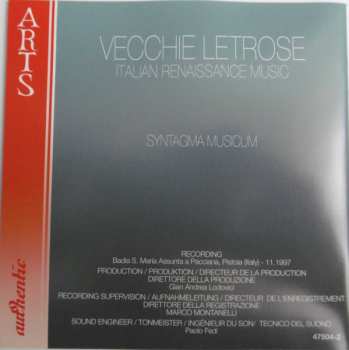 ARTS
VECCHIE LETROSE
ITALIAN RENAISSANCE MUSIC
SYNTAGMA MUSICUM
RECORDING
Badia S. Maria Assunta a Pacciana, Pistoia (Italy) - 11.1997
PRODUCTION / PRODUKTION / DIRECTEUR DE LA PRODUCTION
DIRETTORE DELLA PRODUZIONE
Gian Andrea Lodovici
RECORDING SUPERVISION / AUFNAHMELEITUNG / DIRECTEUR DE L'ENREGISTREMENT
DIRETTORE DELLA REGISTRAZIONE
MARCO MONTANELLI
SOUND ENGINEER / TONMEISTER / INGÉNIEUR DU SON/ TECNICO DEL SUONO
Paolo Fedi
authentic
47504-2